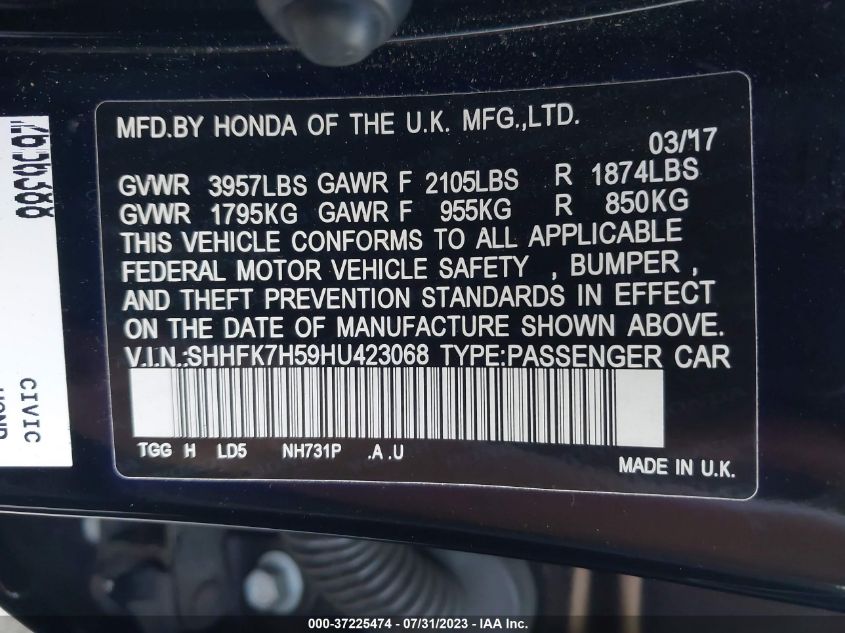 MFD.BY HONDA OF THE U.K. MFG.,LTD.
03/17
GVWR 3957LBS GAWR F 2105LBS R 1874LBS
GVWR 1795KG GAWR F 955KG R 850KG
THIS VEHICLE CONFORMS TO ALL APPLICABLE
FEDERAL MOTOR VEHICLE SAFETY , BUMPER ,
AND THEFT PREVENTION STANDARDS IN EFFECT
ON THE DATE OF MANUFACTURE SHOWN ABOVE.
V.I.N.:SHHFK7H59HU423068 TYPE:PASSENGER CAR
TGG H LD5 NH731P .A .U
MADE IN U.K.
CIVIC
000-37225474 / 07/31/2023 - IAA Inc.